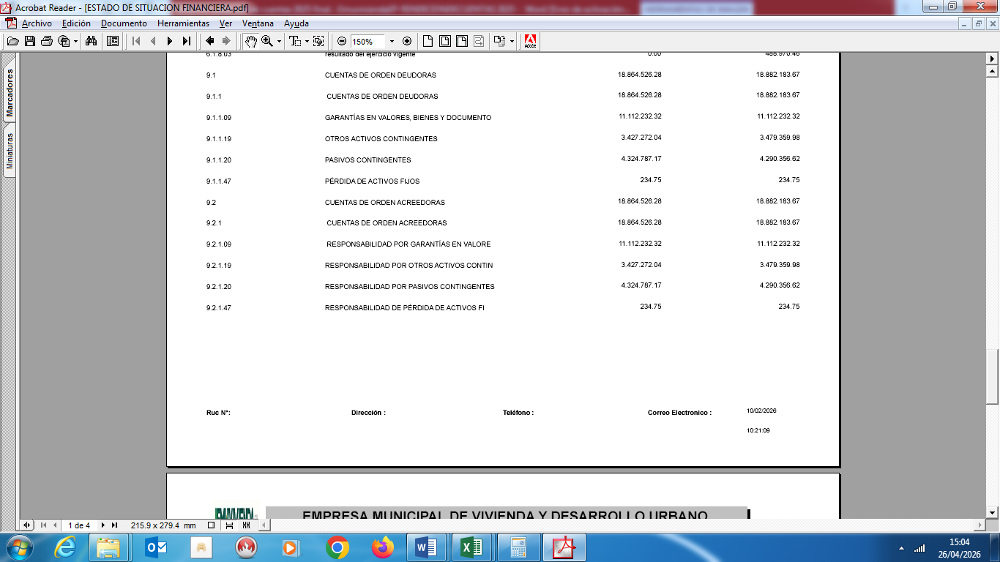 Acrobat Reader - [ESTADO DE SITUACION FINANCIERA.pdf]
Archivo Edición Documento Herramientas Ver Ventana Ayuda
150% Adobe
Marcadores
Miniaturas
6.1.8.03 resultado del ejercicio vigente 0.00 488.970.46
9.1 CUENTAS DE ORDEN DEUDORAS 18.864.526.28 18.882.183.67
9.1.1 CUENTAS DE ORDEN DEUDORAS 18.864.526.28 18.882.183.67
9.1.1.09 GARANTÍAS EN VALORES, BIENES Y DOCUMENTO 11.112.232.32 11.112.232.32
9.1.1.19 OTROS ACTIVOS CONTINGENTES 3.427.272.04 3.479.359.98
9.1.1.20 PASIVOS CONTINGENTES 4.324.787.17 4.290.356.62
9.1.1.47 PÉRDIDA DE ACTIVOS FIJOS 234.75 234.75
9.2 CUENTAS DE ORDEN ACREEDORAS 18.864.526.28 18.882.183.67
9.2.1 CUENTAS DE ORDEN ACREEDORAS 18.864.526.28 18.882.183.67
9.2.1.09 RESPONSABILIDAD POR GARANTÍAS EN VALORE 11.112.232.32 11.112.232.32
9.2.1.19 RESPONSABILIDAD POR OTROS ACTIVOS CONTIN 3.427.272.04 3.479.359.98
9.2.1.20 RESPONSABILIDAD POR PASIVOS CONTINGENTES 4.324.787.17 4.290.356.62
9.2.1.47 RESPONSABILIDAD DE PÉRDIDA DE ACTIVOS FI 234.75 234.75
Ruc N°: Dirección : Teléfono : Correo Electronico : 10/02/2026
10:21:09
EMPRESA MUNICIPAL DE VIVIENDA Y DESARROLLO URBANO
1 de 4 215.9 x 279.4 mm
15:04
26/04/2026